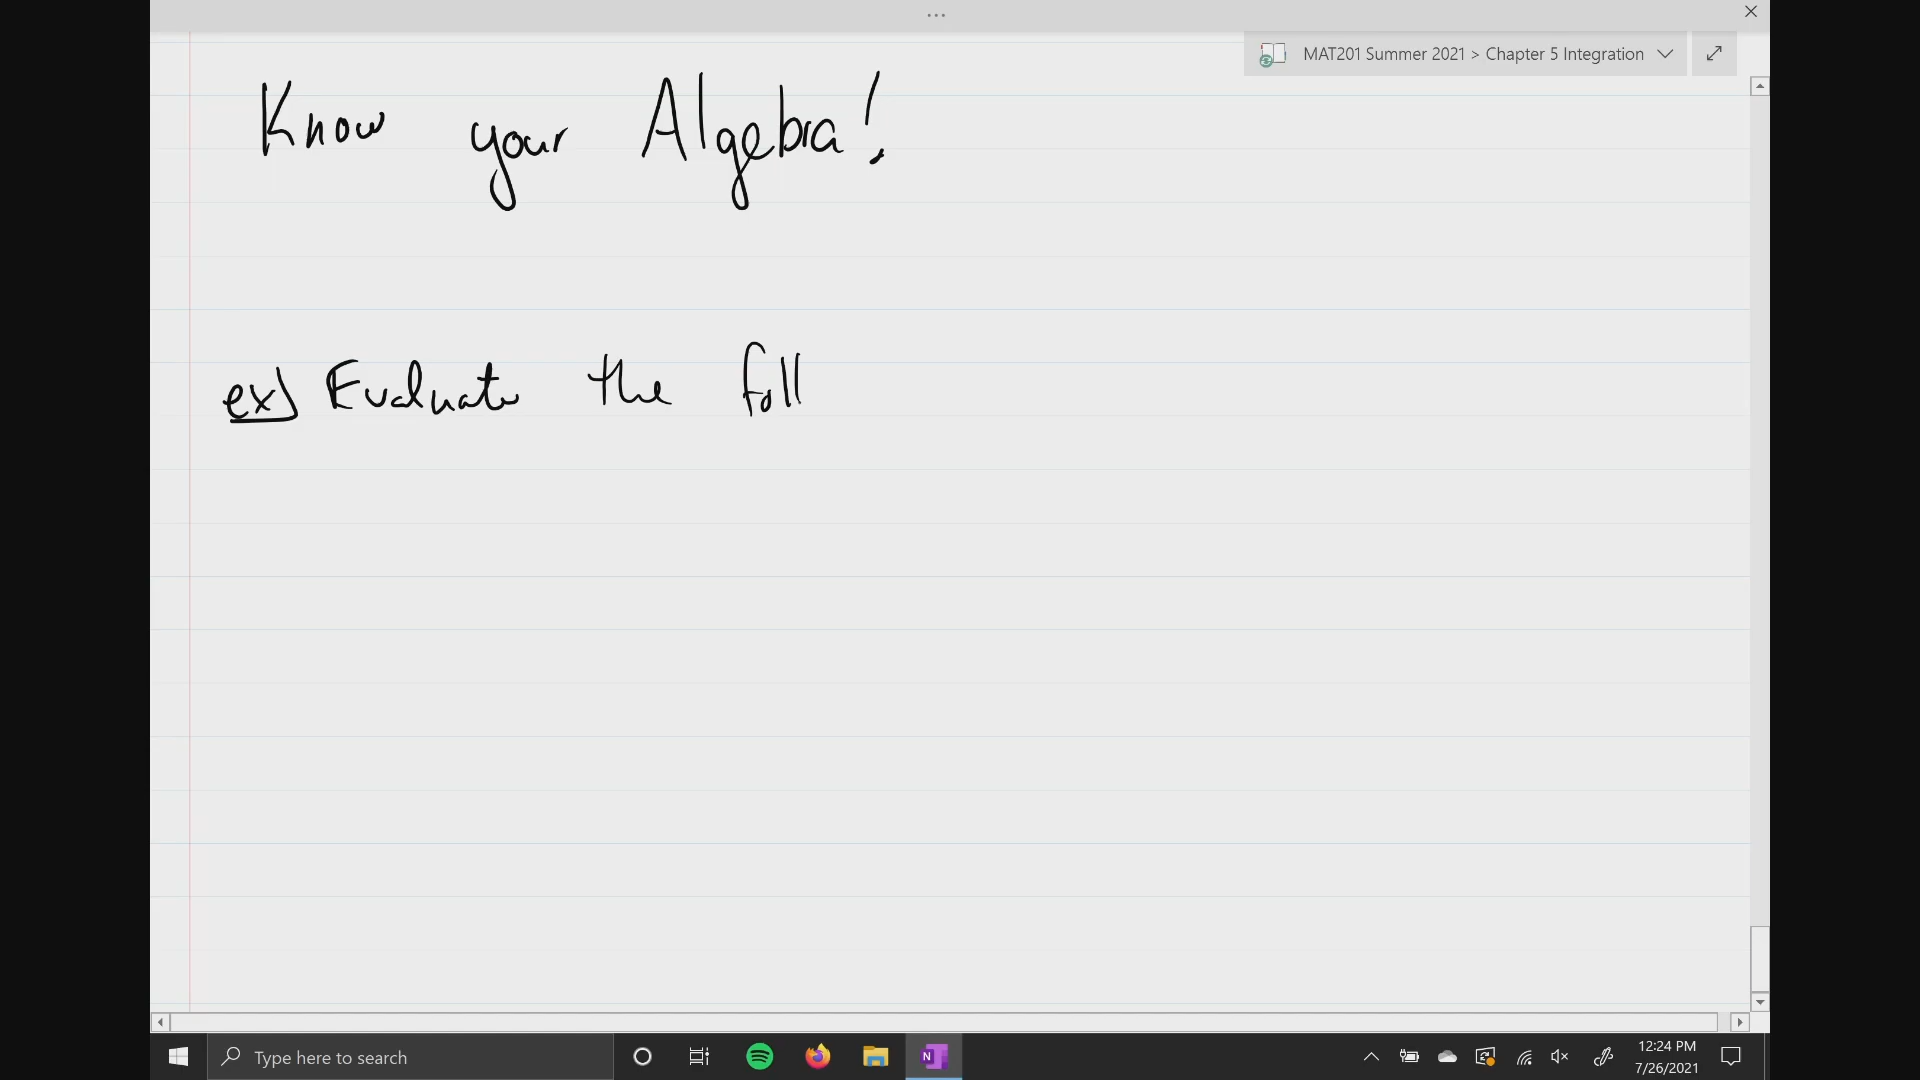 ...
MAT201 Summer 2021 > Chapter 5 Integration
Know your Algebra!
ex) Evaluate the foll
Type here to search
N
12:24 PM
7/26/2021